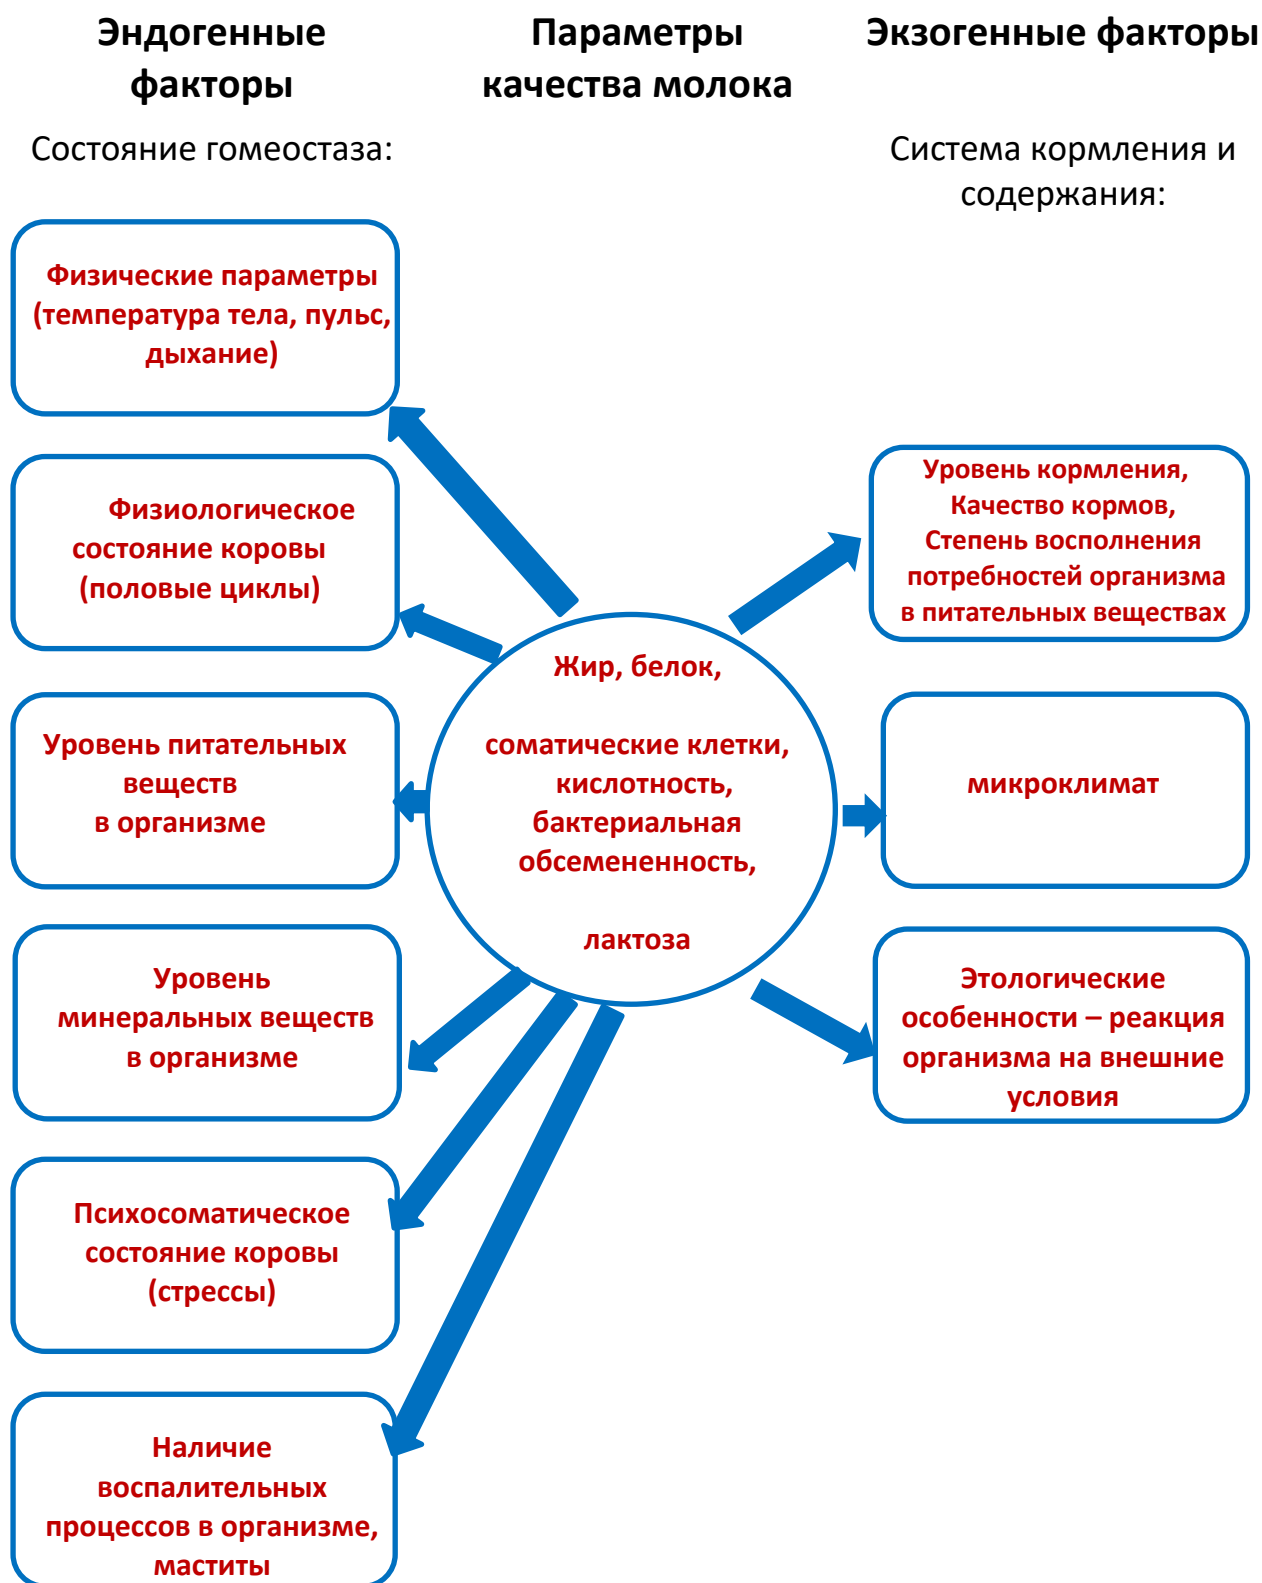 Эндогенные
факторы
Состояние гомеостаза:
Физические параметры
(температура тела, пульс,
дыхание)
Физиологическое
состояние коровы
(половые циклы)
Уровень питательных
веществ
в организме
Уровень
минеральных веществ
в организме
Психосоматическое
состояние коровы
(стрессы)
Наличие
воспалительных
процессов в организме,
маститы
Параметры
качества молока
Жир, белок,
соматические клетки,
кислотность,
бактериальная
обсемененность,
лактоза
Экзогенные факторы
Система кормления и
содержания:
Уровень кормления,
Качество кормов,
Степень восполнения
потребностей организма
в питательных веществах
микроклимат
Этологические
особенности – реакция
организма на внешние
условия